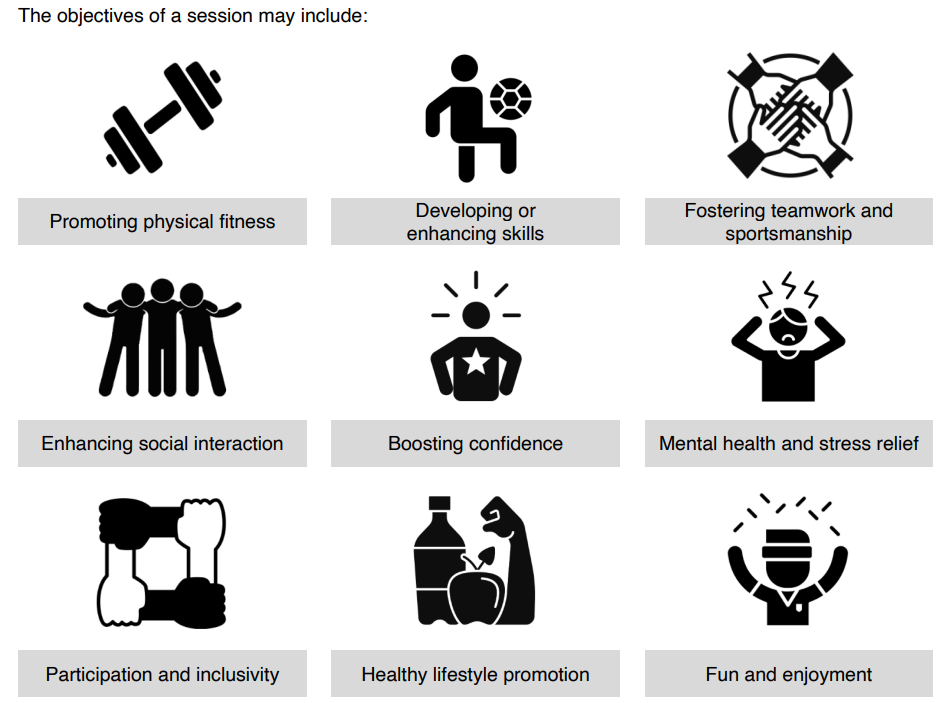 The objectives of a session may include:
Promoting physical fitness
Developing or
enhancing skills
Fostering teamwork and
sportsmanship
Enhancing social interaction
Boosting confidence
Mental health and stress relief
Participation and inclusivity
Healthy lifestyle promotion
Fun and enjoyment